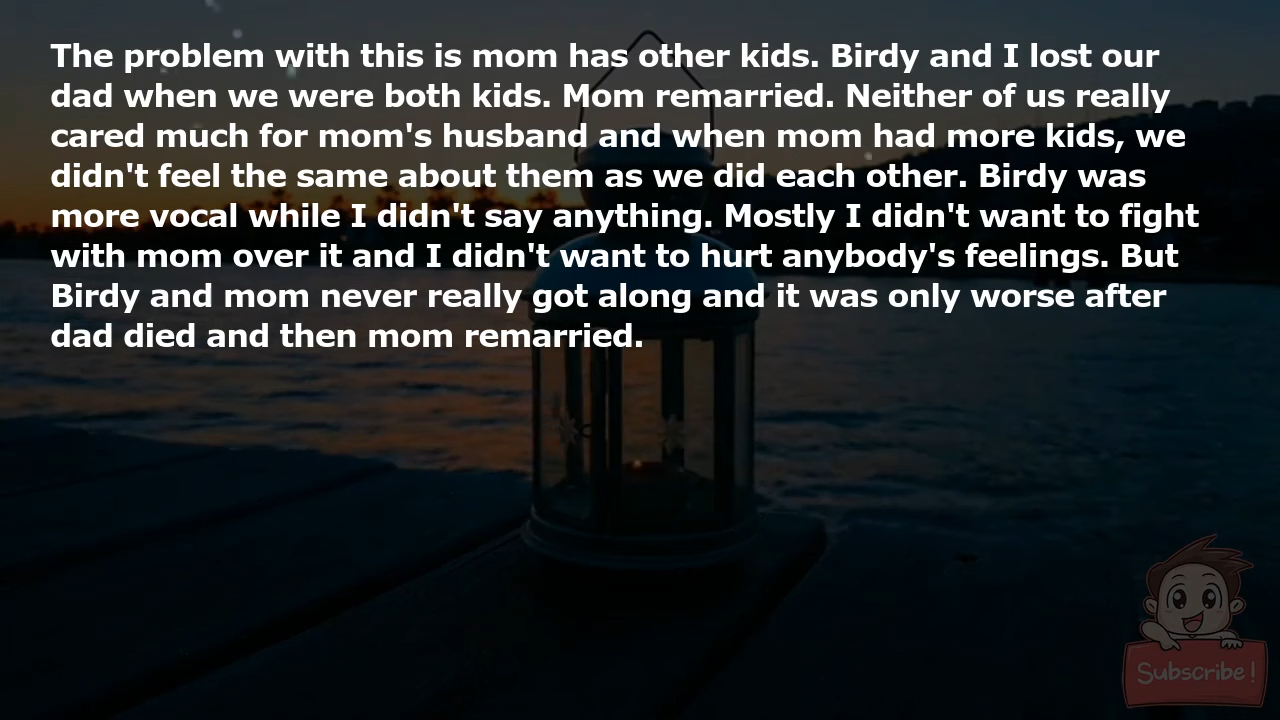 The problem with this is mom has other kids. Birdy and I lost our
dad when we were both kids. Mom remarried. Neither of us really
cared much for mom's husband and when mom had more kids, we
didn't feel the same about them as we did each other. Birdy was
more vocal while I didn't say anything. Mostly I didn't want to fight
with mom over it and I didn't want to hurt anybody's feelings. But
Birdy and mom never really got along and it was only worse after
dad died and then mom remarried.
Subscribe!